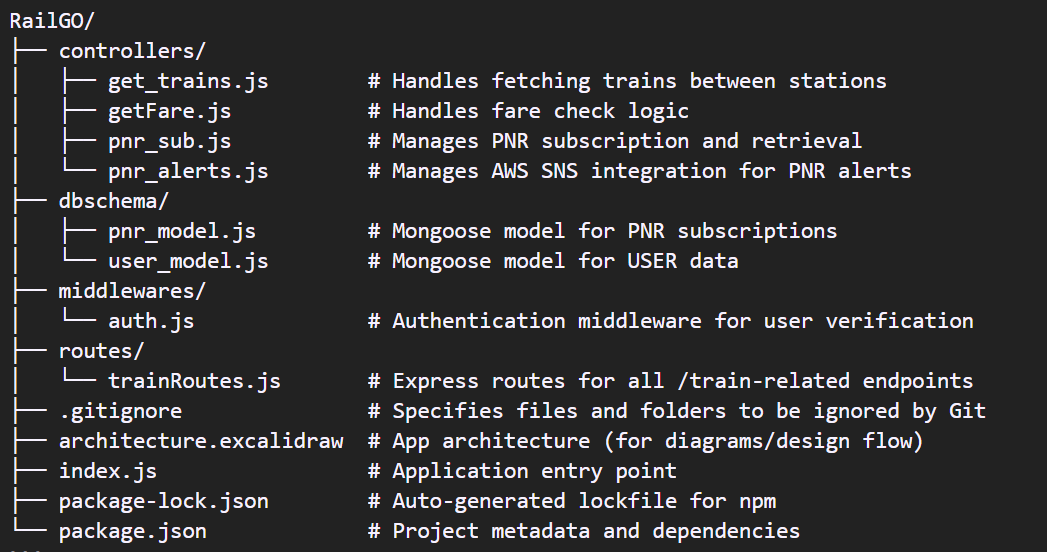 RailGO/
├── controllers/
│   ├── get_trains.js        # Handles fetching trains between stations
│   ├── getFare.js           # Handles fare check logic
│   ├── pnr_sub.js           # Manages PNR subscription and retrieval
│   └── pnr_alerts.js        # Manages AWS SNS integration for PNR alerts
├── dbschema/
│   ├── pnr_model.js         # Mongoose model for PNR subscriptions
│   └── user_model.js        # Mongoose model for USER data
├── middlewares/
│   └── auth.js              # Authentication middleware for user verification
├── routes/
│   └── trainRoutes.js       # Express routes for all /train-related endpoints
├── .gitignore               # Specifies files and folders to be ignored by Git
├── architecture.excalidraw  # App architecture (for diagrams/design flow)
├── index.js                 # Application entry point
├── package-lock.json        # Auto-generated lockfile for npm
└── package.json             # Project metadata and dependencies